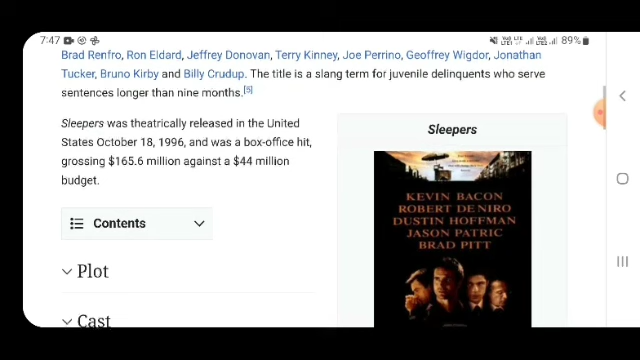 7:47
89%
Brad Renfro, Ron Eldard, Jeffrey Donovan, Terry Kinney, Joe Perrino, Geoffrey Wigdor, Jonathan
Tucker, Bruno Kirby and Billy Crudup. The title is a slang term for juvenile delinquents who serve
sentences longer than nine months.[5]
Sleepers was theatrically released in the United
States October 18, 1996, and was a box-office hit,
grossing $165.6 million against a $44 million
budget.
Contents
Plot
Cast
Sleepers
KEVIN BACON
ROBERT DE NIRO
DUSTIN HOFFMAN
JASON PATRIC
BRAD PITT